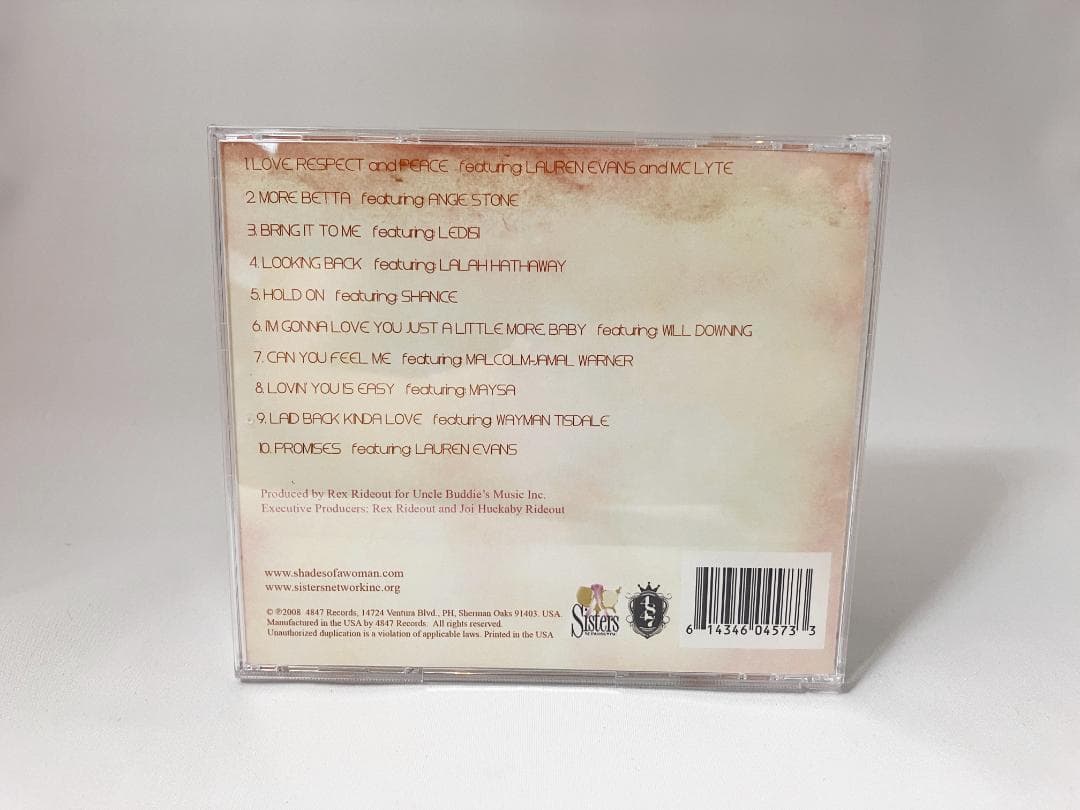 1. LOVE RESPECT and PEACE featuring: LAUREN EVANS and MC LYTE
2. MORE BETTA featuring: ANGIE STONE
3. BRING IT TO ME featuring: LEDISI
4. LOOKING BACK featuring: LALAH HATHAWAY
5. HOLD ON featuring: SHANICE
6. I'M GONNA LOVE YOU JUST A LITTLE MORE, BABY featuring: WILL DOWNING
7. CAN YOU FEEL ME featuring: MALCOLM-JAMAL WARNER
8. LOVIN' YOU IS EASY featuring: MAYSA
9. LAID BACK KINDA LOVE featuring: WAYMAN TISDALE
10. PROMISES featuring: LAUREN EVANS
Produced by Rex Rideout for Uncle Buddie's Music Inc.
Executive Producers: Rex Rideout and Joi Huckaby Rideout
www.shadesofawoman.com
www.sistersnetworkinc.org
© ℗2008 4847 Records, 14724 Ventura Blvd., PH, Sherman Oaks 91403. USA.
Manufactured in the USA by 4847 Records. All rights reserved.
Unauthorized duplication is a violation of applicable laws. Printed in the USA
Sisters
6 14346 04573 3